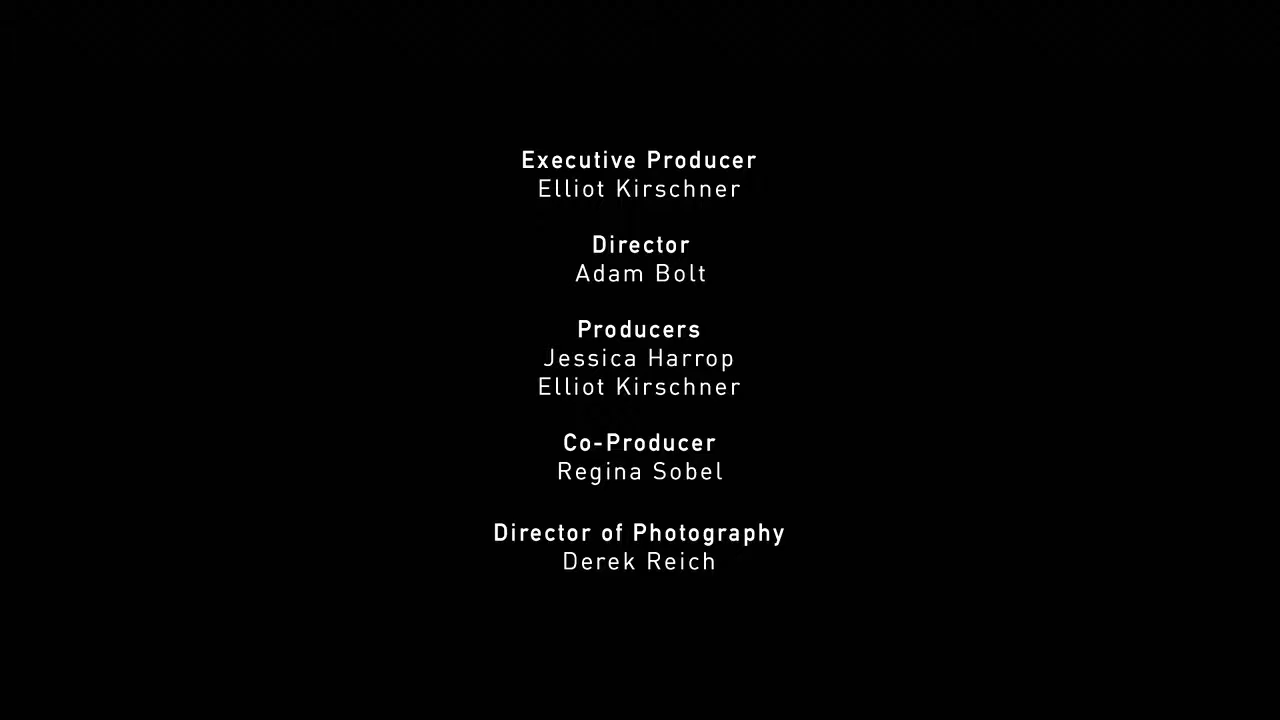 Executive Producer
Elliot Kirschner
Director
Adam Bolt
Producers
Jessica Harrop
Elliot Kirschner
Co-Producer
Regina Sobel
Director of Photography
Derek Reich